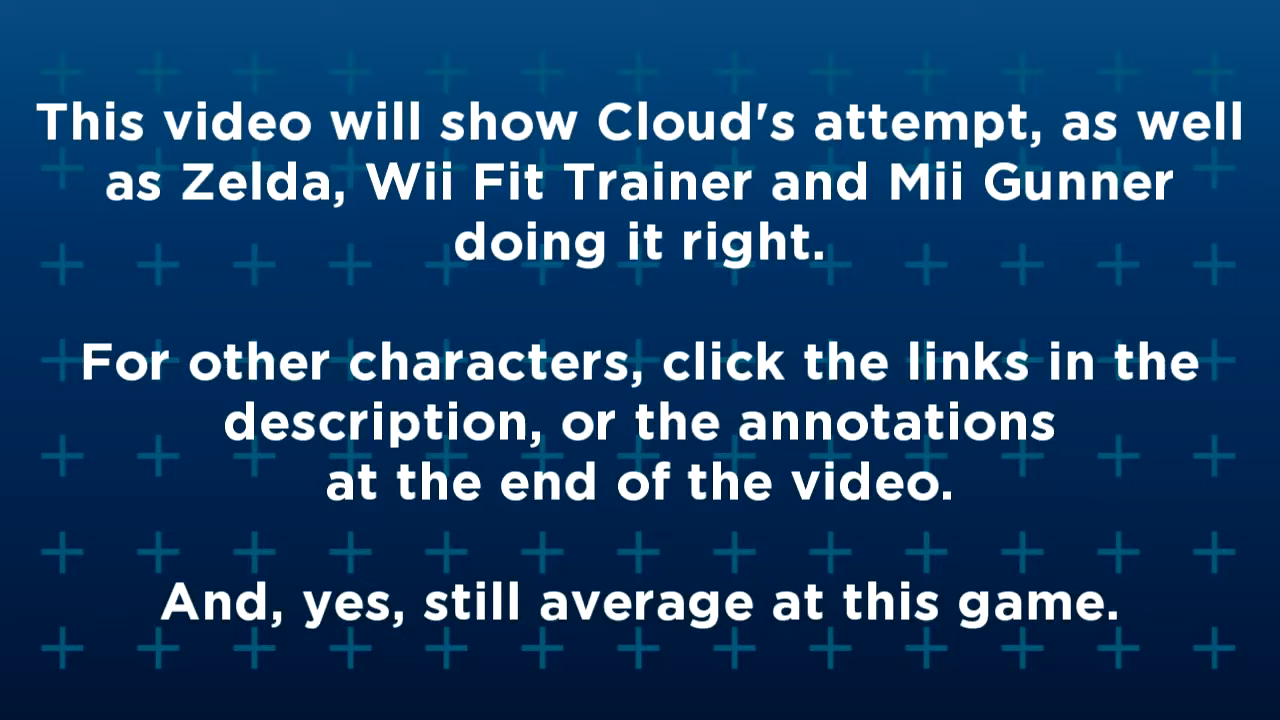 This video will show Cloud's attempt, as well
as Zelda, Wii Fit Trainer and Mii Gunner
doing it right.
For other characters, click the links in the
description, or the annotations
at the end of the video.
And, yes, still average at this game.